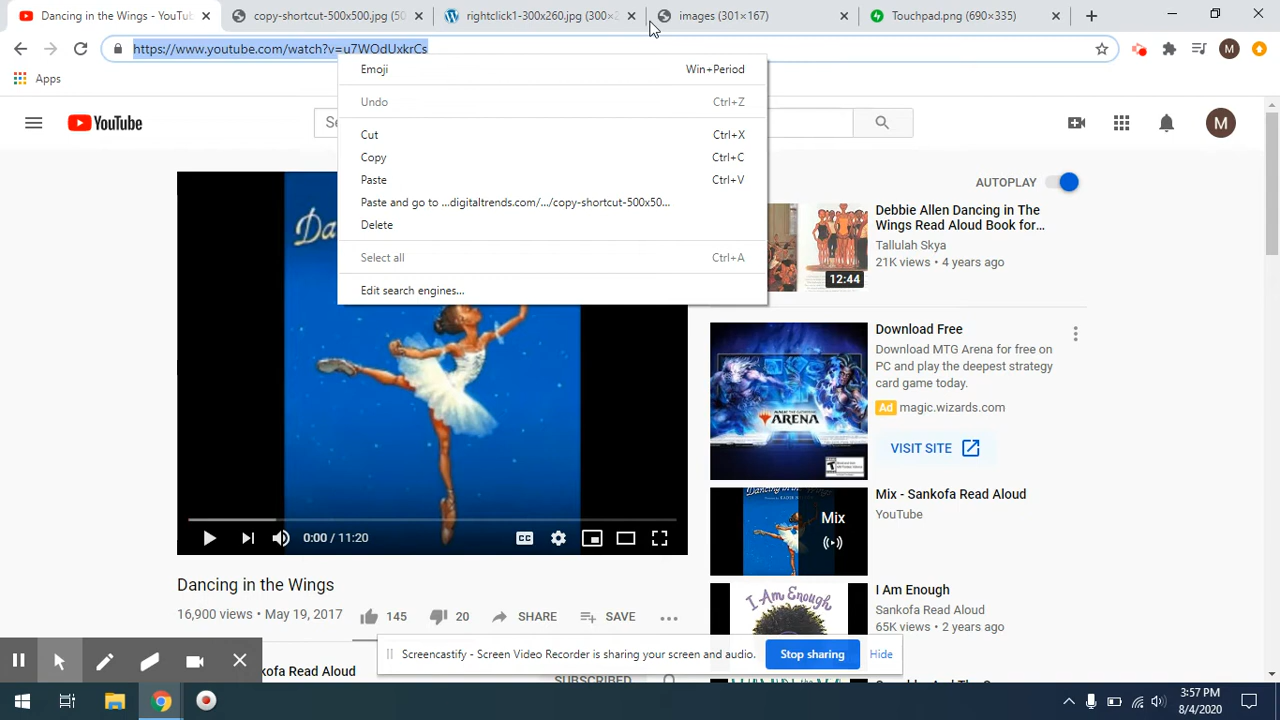 Dancing in the Wings - YouTu
copy-shortcut-500x500.jpg (50
rightclick1-300x260.jpg (300×2
images (301×167)
Touchpad.png (690×335)
https://www.youtube.com/watch?v=u7WOdUxkrCs
M
Apps
Emoji Win+Period
Undo Ctrl+Z
Cut Ctrl+X
Copy Ctrl+C
Paste Ctrl+V
Paste and go to ...digitaltrends.com/.../copy-shortcut-500x50...
Delete
Select all Ctrl+A
Edit search engines...
YouTube
Se
M
AUTOPLAY
Da
Debbie Allen Dancing in The
Wings Read Aloud Book for...
Tallulah Skya
21K views • 4 years ago
12:44
Download Free
Download MTG Arena for free on
PC and play the deepest strategy
card game today.
Ad magic.wizards.com
VISIT SITE
ARENA
Mix - Sankofa Read Aloud
YouTube
Mix
0:00 / 11:20
CC
Dancing in the Wings
16,900 views • May 19, 2017
145
20
SHARE
SAVE
I Am Enough
Sankofa Read Aloud
65K views • 2 years ago
I Am Enough
Screencastify - Screen Video Recorder is sharing your screen and audio.
Stop sharing
Hide
kofa Read Aloud
SUBSCRIBED
3:57 PM
8/4/2020